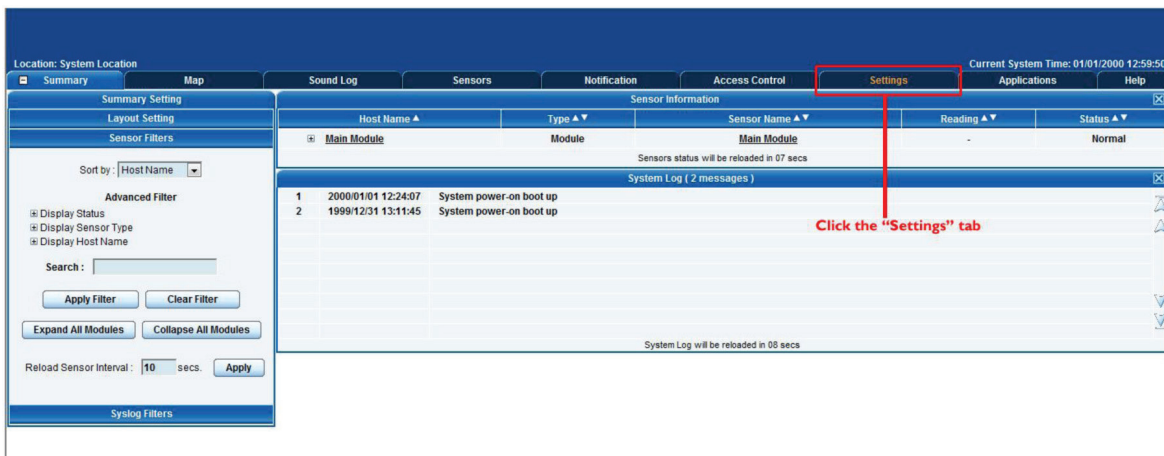 Location: System Location
Current System Time: 01/01/2000 12:59:50
Summary Map Sound Log Sensors Notification Access Control Settings Applications Help
Summary Setting
Layout Setting
Sensor Filters
Sort by : Host Name
Advanced Filter
Display Status
Display Sensor Type
Display Host Name
Search :
Apply Filter Clear Filter
Expand All Modules Collapse All Modules
Reload Sensor Interval : 10 secs. Apply
Syslog Filters
Sensor Information
Host Name Type Sensor Name Reading Status
Main Module Module Main Module - Normal
Sensors status will be reloaded in 07 secs
System Log ( 2 messages )
1 2000/01/01 12:24:07 System power-on boot up
2 1999/12/31 13:11:45 System power-on boot up
Click the “Settings” tab
System Log will be reloaded in 08 secs